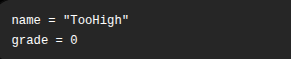 name = "TooHigh"
grade = 0